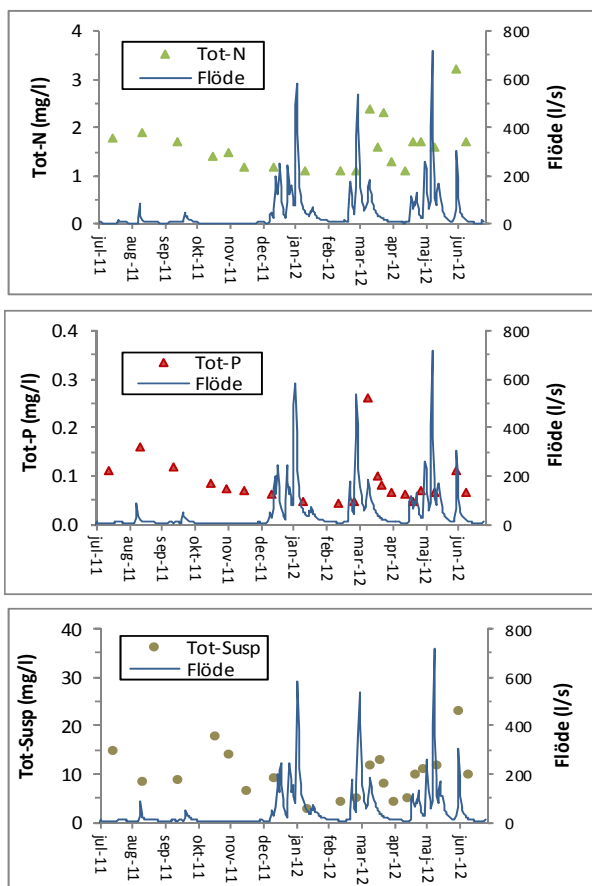 4
3
2
1
0
Tot-N (mg/l)
Tot-N
Flöde
800
600
400
200
0
Flöde (l/s)
jul-11
aug-11
sep-11
okt-11
nov-11
dec-11
jan-12
feb-12
mar-12
apr-12
maj-12
jun-12
0.4
0.3
0.2
0.1
0.0
Tot-P (mg/l)
Tot-P
Flöde
800
600
400
200
0
Flöde (l/s)
jul-11
aug-11
sep-11
okt-11
nov-11
dec-11
jan-12
feb-12
mar-12
apr-12
maj-12
jun-12
40
30
20
10
0
Tot-Susp (mg/l)
Tot-Susp
Flöde
800
600
400
200
0
Flöde (l/s)
jul-11
aug-11
sep-11
okt-11
nov-11
dec-11
jan-12
feb-12
mar-12
apr-12
maj-12
jun-12